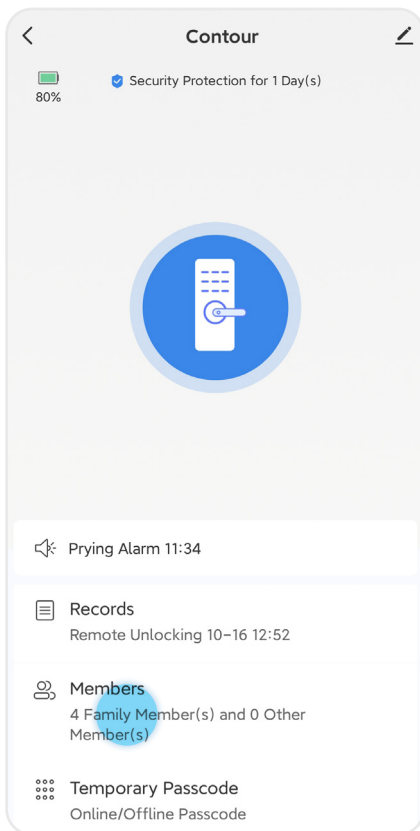 Contour
80%
Security Protection for 1 Day(s)
Prying Alarm 11:34
Records
Remote Unlocking 10-16 12:52
Members
4 Family Member(s) and 0 Other
Member(s)
Temporary Passcode
Online/Offline Passcode